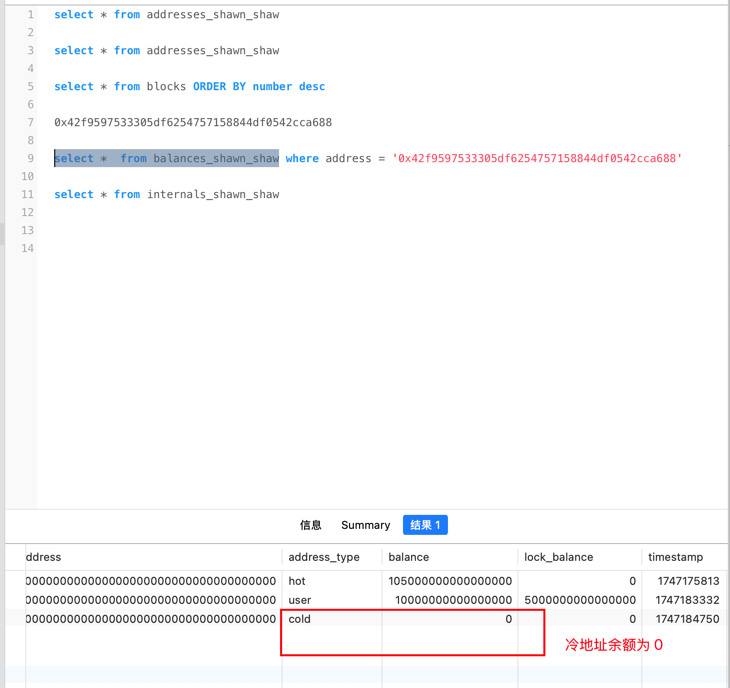 1 select * from addresses_shawn_shaw
2
3 select * from addresses_shawn_shaw
4
5 select * from blocks ORDER BY number desc
6
7 0x42f9597533305df6254757158844df0542cca688
8
9 select *  from balances_shawn_shaw where address = '0x42f9597533305df6254757158844df0542cca688'
10
11 select * from internals_shawn_shaw
12
13
14
信息 Summary 结果 1
ddress address_type balance lock_balance timestamp
00000000000000000000000000000000000000 hot 105000000000000000 0 1747175813
00000000000000000000000000000000000000 user 10000000000000000 5000000000000000 1747183332
00000000000000000000000000000000000000 cold 0 0 1747184750
冷地址余额为 0